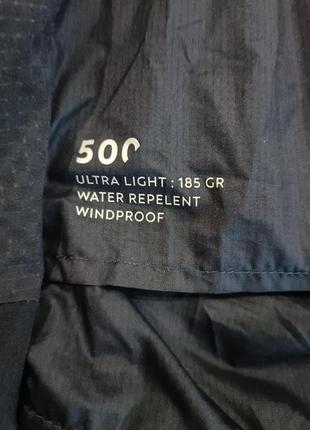 500
ULTRA LIGHT : 185 GR
WATER REPELENT
WINDPROOF